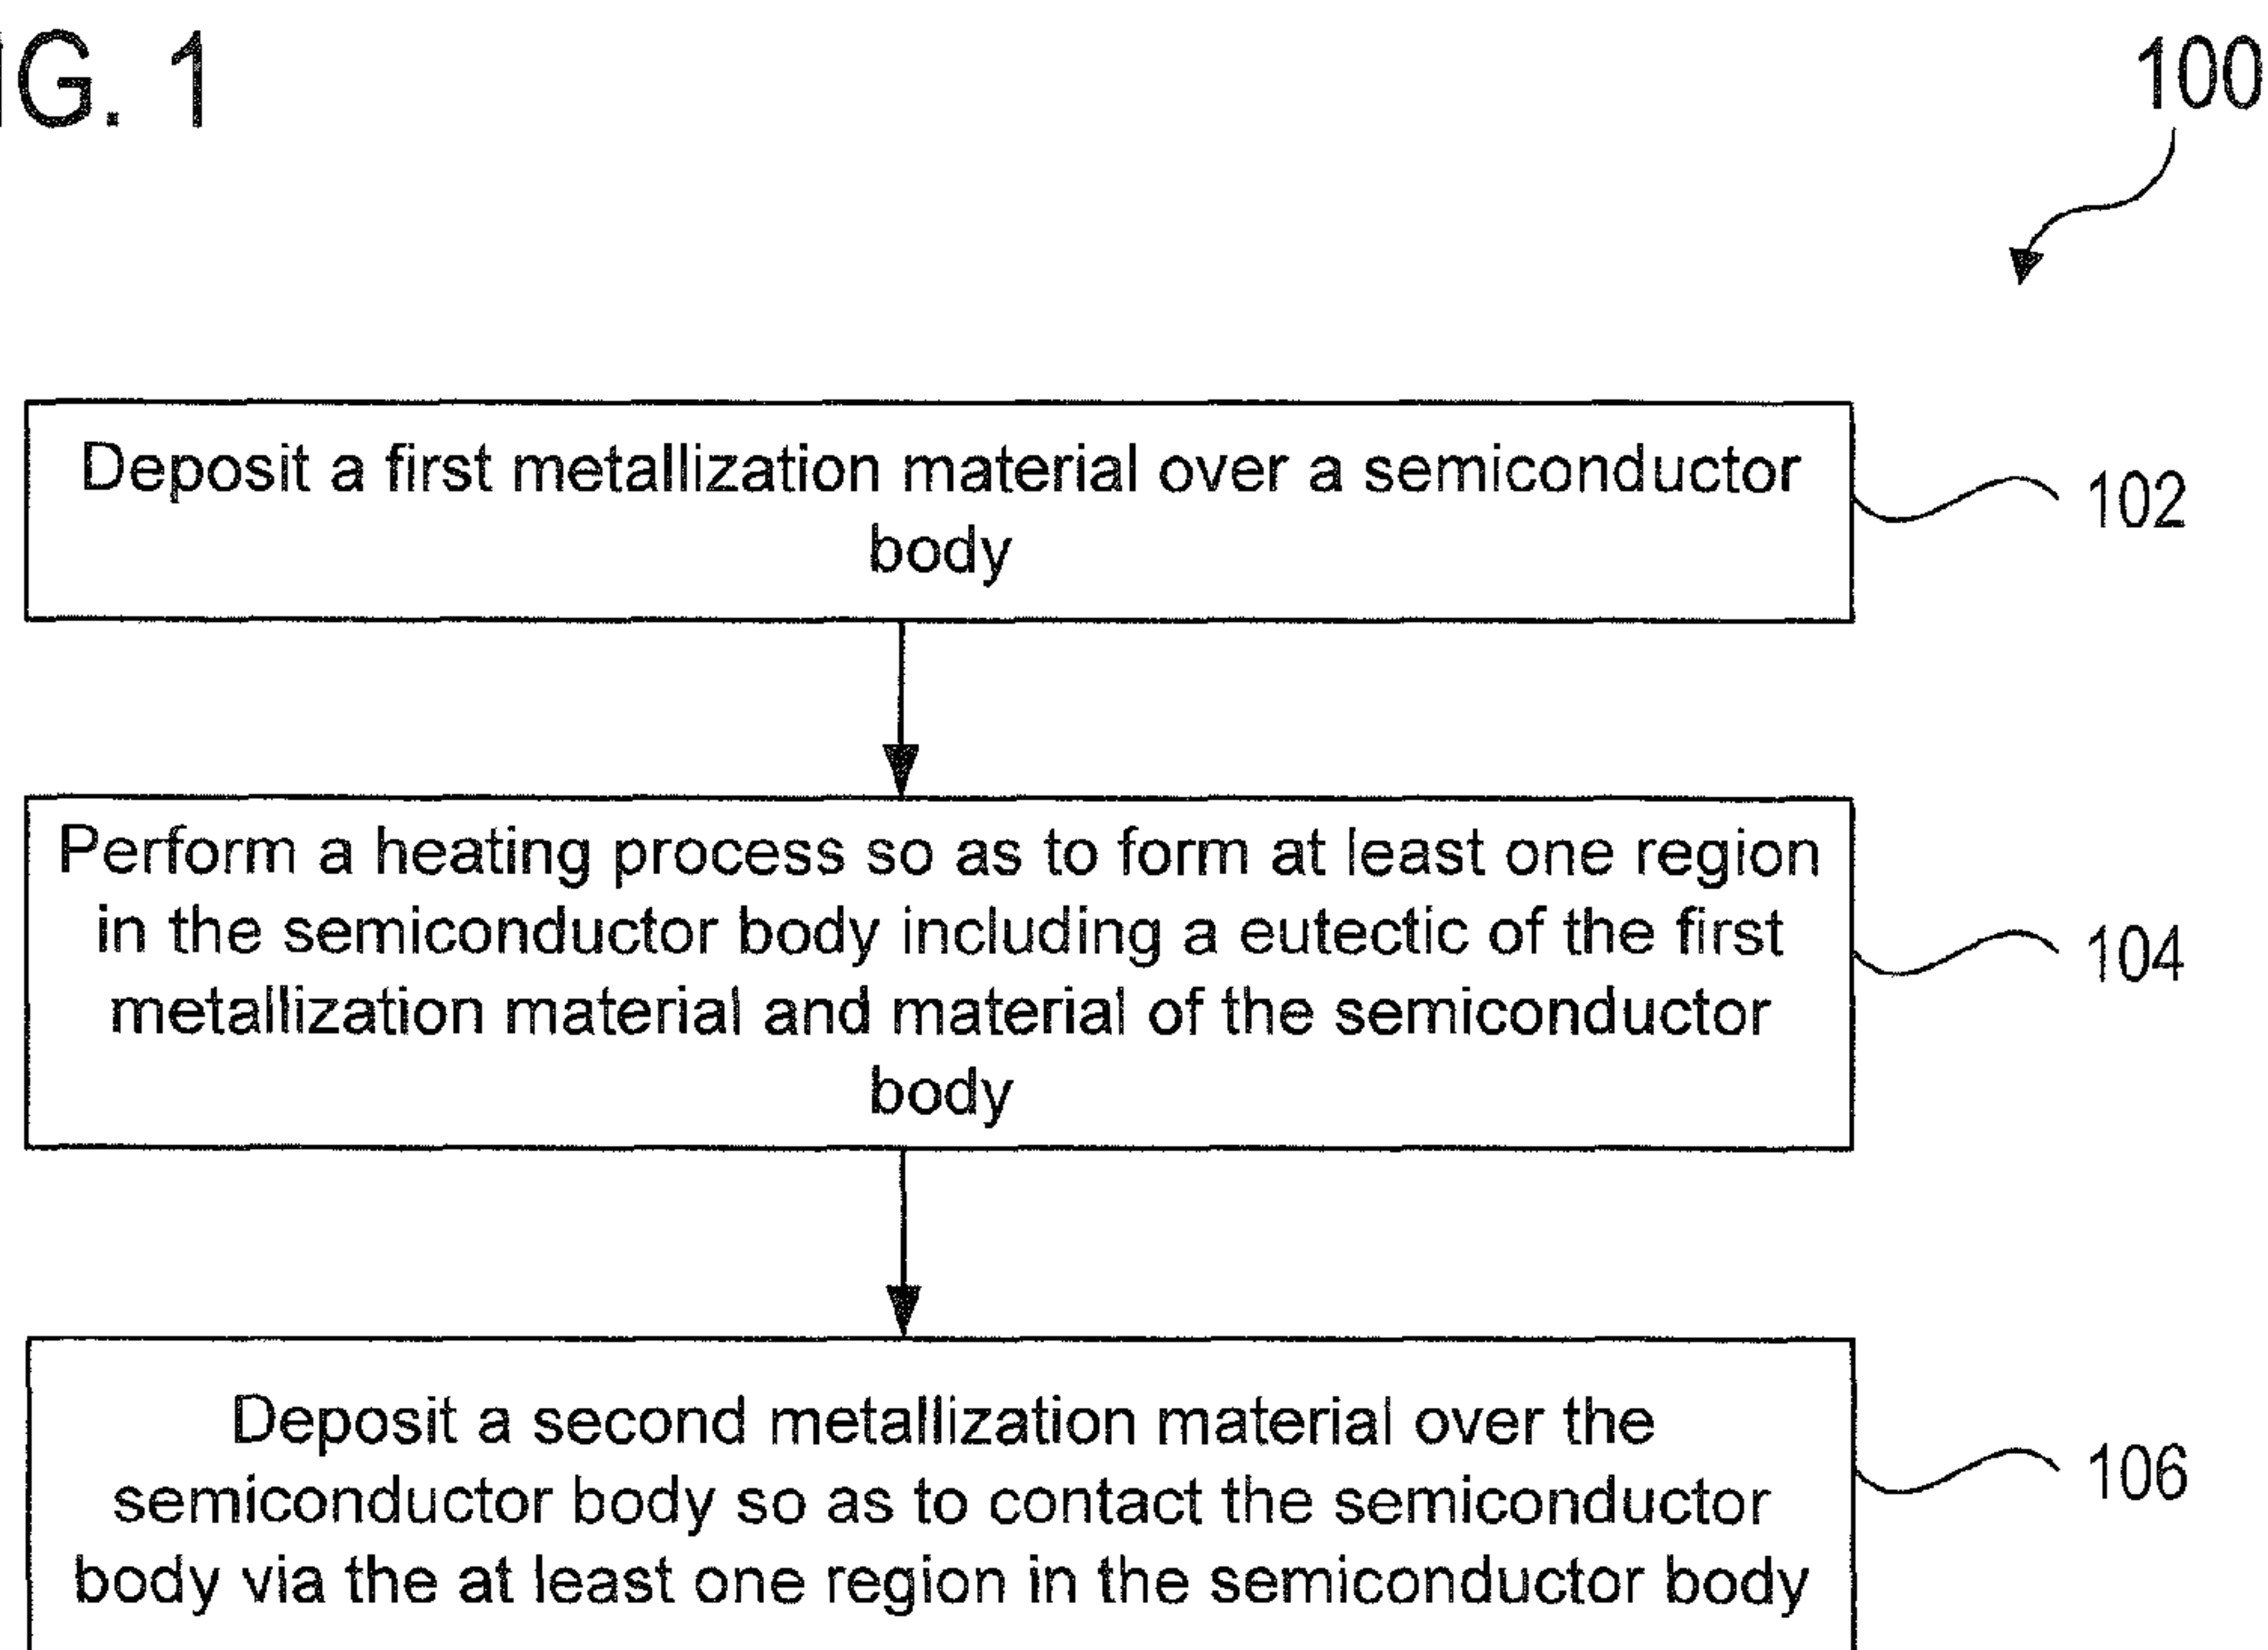 IG. 1
100
Deposit a first metallization material over a semiconductor
body
102
Perform a heating process so as to form at least one region
in the semiconductor body including a eutectic of the first
metallization material and material of the semiconductor
body
104
Deposit a second metallization material over the
semiconductor body so as to contact the semiconductor
body via the at least one region in the semiconductor body
106